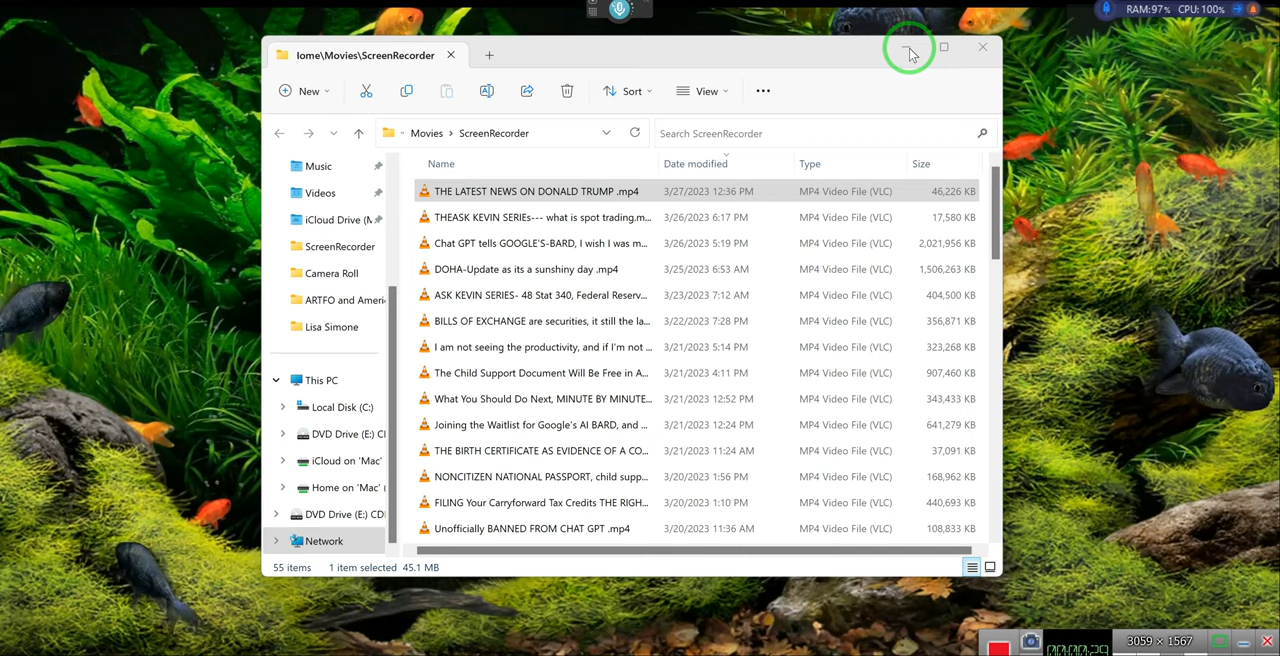 RAM:97% CPU:100%
Iome\Movies\ScreenRecorder
New
Sort
View
Movies > ScreenRecorder
Search ScreenRecorder
Name Date modified Type Size
Music
Videos
iCloud Drive (M
ScreenRecorder
Camera Roll
ARTFO and Ameri
Lisa Simone
This PC
Local Disk (C:)
DVD Drive (E:) CI
iCloud on 'Mac'
Home on 'Mac' (
DVD Drive (E:) CDI
Network
THE LATEST NEWS ON DONALD TRUMP .mp4 3/27/2023 12:36 PM MP4 Video File (VLC) 46,226 KB
THEASK KEVIN SERIEs--- what is spot trading.m... 3/26/2023 6:17 PM MP4 Video File (VLC) 17,580 KB
Chat GPT tells GOOGLE'S-BARD, I wish I was m... 3/26/2023 5:19 PM MP4 Video File (VLC) 2,021,956 KB
DOHA-Update as its a sunshiny day .mp4 3/25/2023 6:53 AM MP4 Video File (VLC) 1,506,263 KB
ASK KEVIN SERIES- 48 Stat 340, Federal Reserv... 3/23/2023 7:12 AM MP4 Video File (VLC) 404,500 KB
BILLS OF EXCHANGE are securities, it still the la... 3/22/2023 7:28 PM MP4 Video File (VLC) 356,871 KB
I am not seeing the productivity, and if I'm not ... 3/21/2023 5:14 PM MP4 Video File (VLC) 323,268 KB
The Child Support Document Will Be Free in A... 3/21/2023 4:11 PM MP4 Video File (VLC) 907,460 KB
What You Should Do Next, MINUTE BY MINUTE... 3/21/2023 12:52 PM MP4 Video File (VLC) 343,433 KB
Joining the Waitlist for Google's AI BARD, and ... 3/21/2023 12:24 PM MP4 Video File (VLC) 641,279 KB
THE BIRTH CERTIFICATE AS EVIDENCE OF A CO... 3/21/2023 11:24 AM MP4 Video File (VLC) 37,091 KB
NONCITIZEN NATIONAL PASSPORT, child supp... 3/20/2023 1:56 PM MP4 Video File (VLC) 168,962 KB
FILING Your Carryforward Tax Credits THE RIGH... 3/20/2023 1:10 PM MP4 Video File (VLC) 440,693 KB
Unofficially BANNED FROM CHAT GPT .mp4 3/20/2023 11:36 AM MP4 Video File (VLC) 108,833 KB
55 items 1 item selected 45.1 MB
3059 × 1567